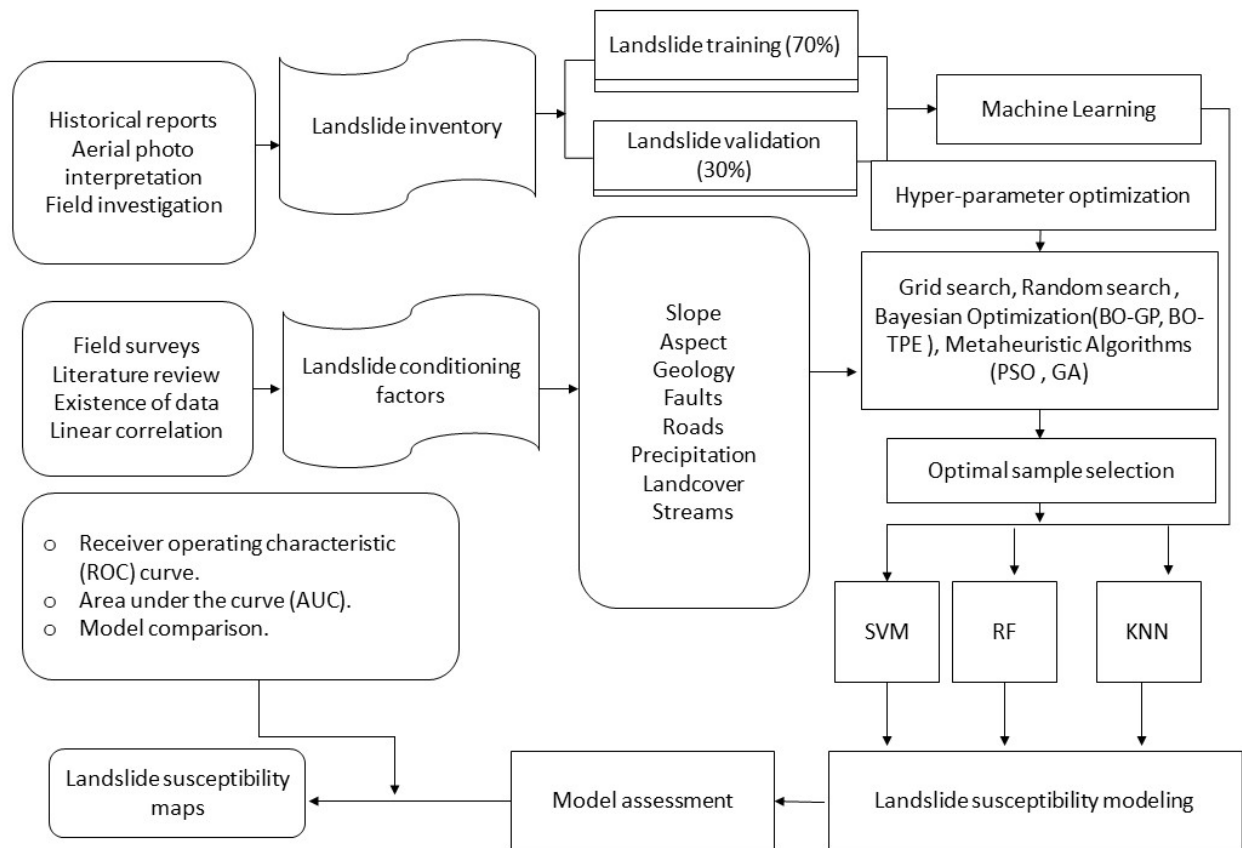 Historical reports
Aerial photo
interpretation
Field investigation
Landslide inventory
Landslide training (70%)
Landslide validation
(30%)
Machine Learning
Hyper-parameter optimization
Grid search, Random search ,
Bayesian Optimization(BO-GP, BO-
TPE ), Metaheuristic Algorithms
(PSO , GA)
Optimal sample selection
Field surveys
Literature review
Existence of data
Linear correlation
Landslide conditioning
factors
Slope
Aspect
Geology
Faults
Roads
Precipitation
Landcover
Streams
o Receiver operating characteristic
(ROC) curve.
o Area under the curve (AUC).
o Model comparison.
SVM
RF
KNN
Landslide susceptibility
maps
Model assessment
Landslide susceptibility modeling